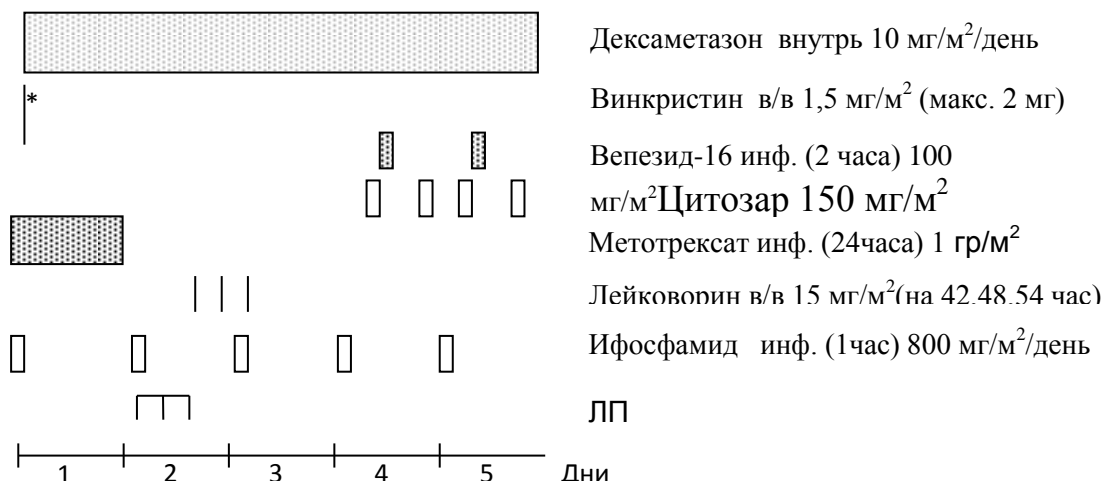 Дексаметазон внутрь 10 мг/м²/день
*
Винкристин в/в 1,5 мг/м² (макс. 2 мг)
Вепезид-16 инф. (2 часа) 100
мг/м²Цитозар 150 мг/м²
Метотрексат инф. (24часа) 1 гр/м²
Лейковорин в/в 15 мг/м²(на 42.48.54 час)
Ифосфамид инф. (1час) 800 мг/м²/день
ЛП
1 2 3 4 5 Дни